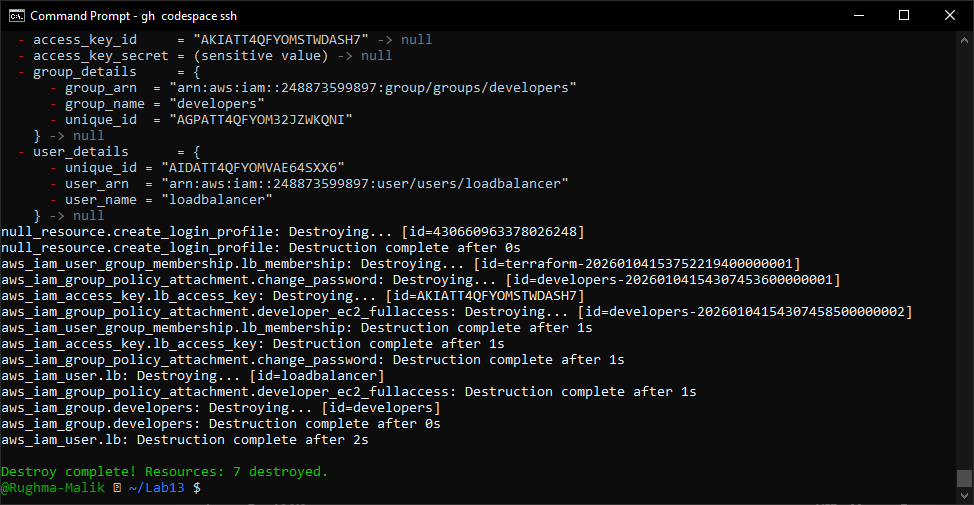 Command Prompt - gh  codespace ssh
  - access_key_id     = "AKIATT4QFYOMSTWDASH7" -> null
  - access_key_secret = (sensitive value) -> null
  - group_details     = {
      - group_arn  = "arn:aws:iam::248873599897:group/groups/developers"
      - group_name = "developers"
      - unique_id  = "AGPATT4QFYOM32JZWKQNI"
    } -> null
  - user_details      = {
      - unique_id = "AIDATT4QFYOMVAE64SXX6"
      - user_arn  = "arn:aws:iam::248873599897:user/users/loadbalancer"
      - user_name = "loadbalancer"
    } -> null
null_resource.create_login_profile: Destroying... [id=430660963378026248]
null_resource.create_login_profile: Destruction complete after 0s
aws_iam_user_group_membership.lb_membership: Destroying... [id=terraform-20260104153752219400000001]
aws_iam_group_policy_attachment.change_password: Destroying... [id=developers-20260104154307453600000001]
aws_iam_access_key.lb_access_key: Destroying... [id=AKIATT4QFYOMSTWDASH7]
aws_iam_group_policy_attachment.developer_ec2_fullaccess: Destroying... [id=developers-20260104154307458500000002]
aws_iam_user_group_membership.lb_membership: Destruction complete after 1s
aws_iam_access_key.lb_access_key: Destruction complete after 1s
aws_iam_group_policy_attachment.change_password: Destruction complete after 1s
aws_iam_user.lb: Destroying... [id=loadbalancer]
aws_iam_group_policy_attachment.developer_ec2_fullaccess: Destruction complete after 1s
aws_iam_group.developers: Destroying... [id=developers]
aws_iam_group.developers: Destruction complete after 0s
aws_iam_user.lb: Destruction complete after 2s

Destroy complete! Resources: 7 destroyed.
@Rughma-Malik ~/Lab13 $